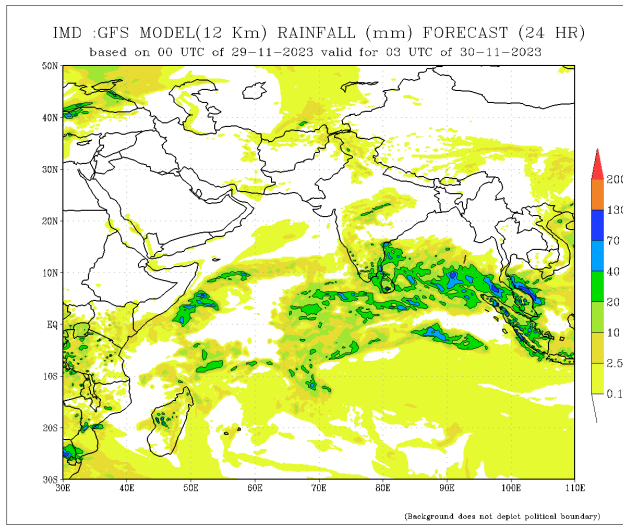 IMD :GFS MODEL(12 Km) RAINFALL (mm) FORECAST (24 HR)
based on 00 UTC of 29-11-2023 valid for 03 UTC of 30-11-2023
50N
40N
30N
20N
10N
EQ
10S
20S
30S
30E 40E 50E 60E 70E 80E 90E 100E 110E
200
130
70
40
20
10
2.5
0.1
(Background does not depict political boundary)